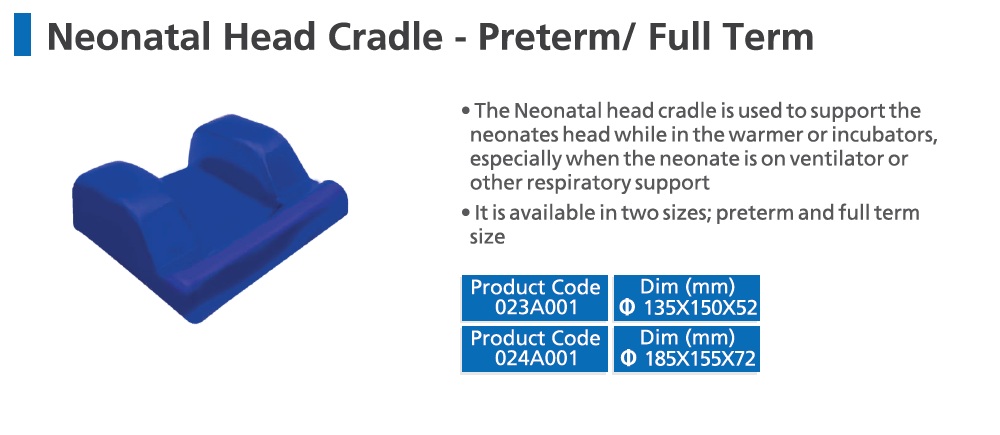 Neonatal Head Cradle - Preterm/ Full Term
• The Neonatal head cradle is used to support the
neonates head while in the warmer or incubators,
especially when the neonate is on ventilator or
other respiratory support
• It is available in two sizes; preterm and full term
size
Product Code
023A001
Dim (mm)
Φ 135X150X52
Product Code
024A001
Dim (mm)
Φ 185X155X72